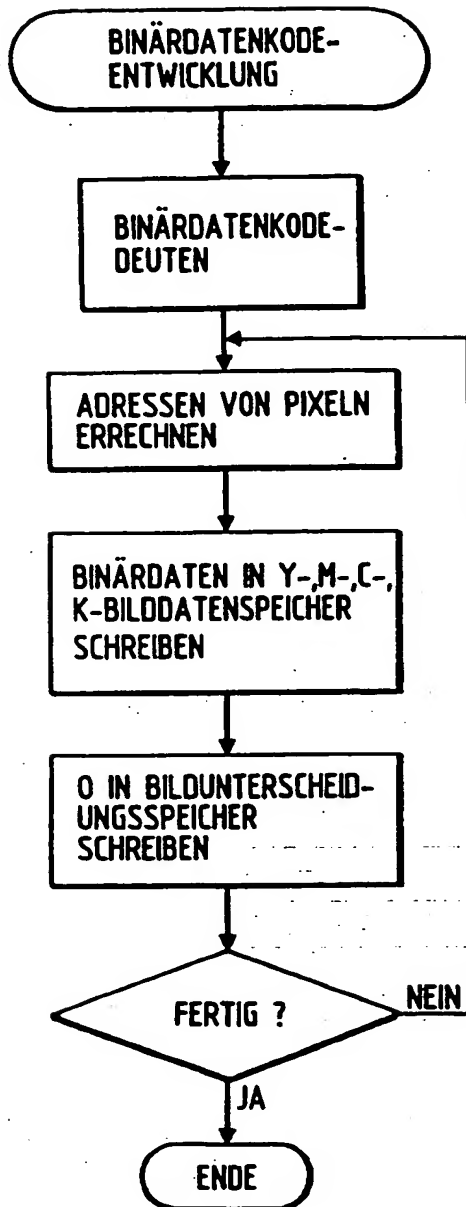 BINÄRDATENKODE-
ENTWICKLUNG
BINÄRDATENKODE-
DEUTEN
ADRESSEN VON PIXELN
ERRECHNEN
BINÄRDATEN IN Y-,M-,C-,
K-BILDDATENSPEICHER
SCHREIBEN
0 IN BILDUNTERSCHEID-
UNGSSPEICHER
SCHREIBEN
FERTIG ?
NEIN
JA
ENDE